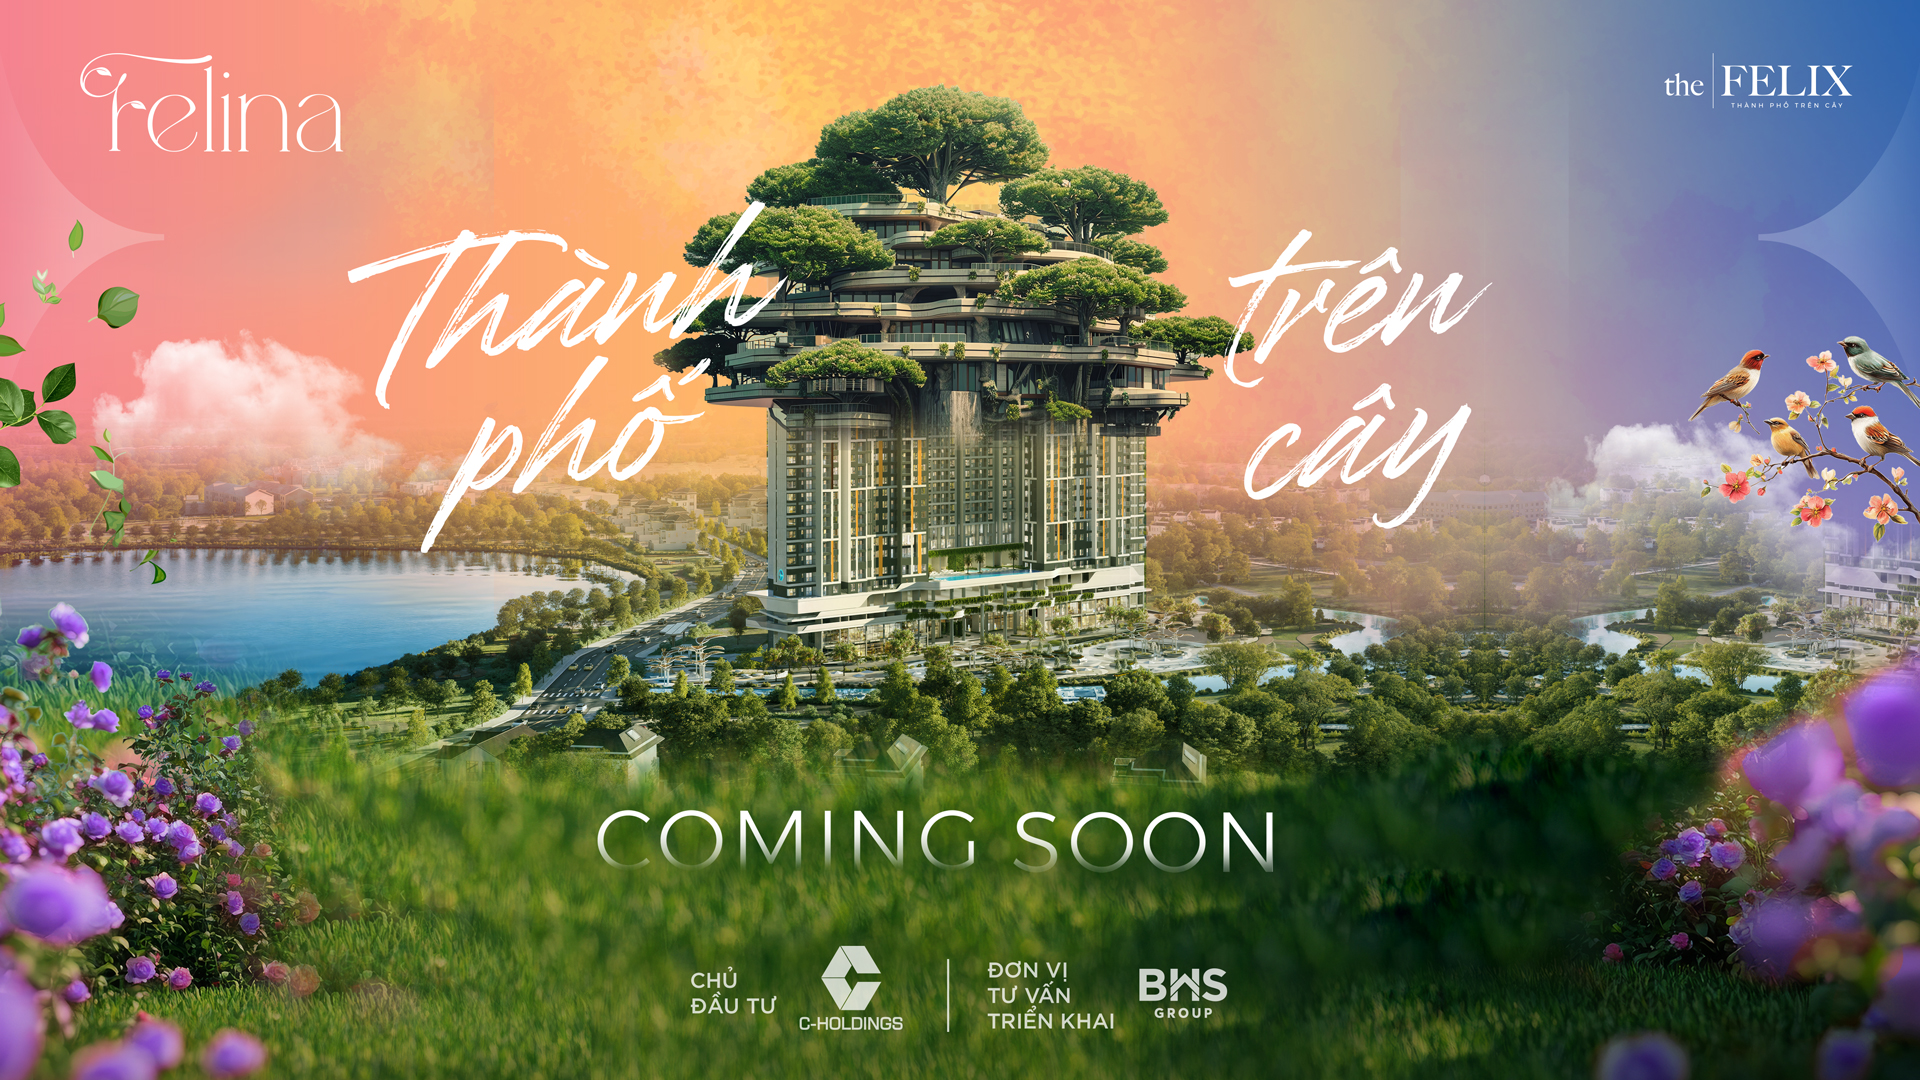 Felina
the FELIX
THÀNH PHỐ TRÊN CÂY
Thành
phố
trên
cây
COMING SOON
CHỦ
ĐẦU TƯ
C-HOLDINGS
ĐƠN VỊ
TƯ VẤN
TRIỂN KHAI
BHS
GROUP